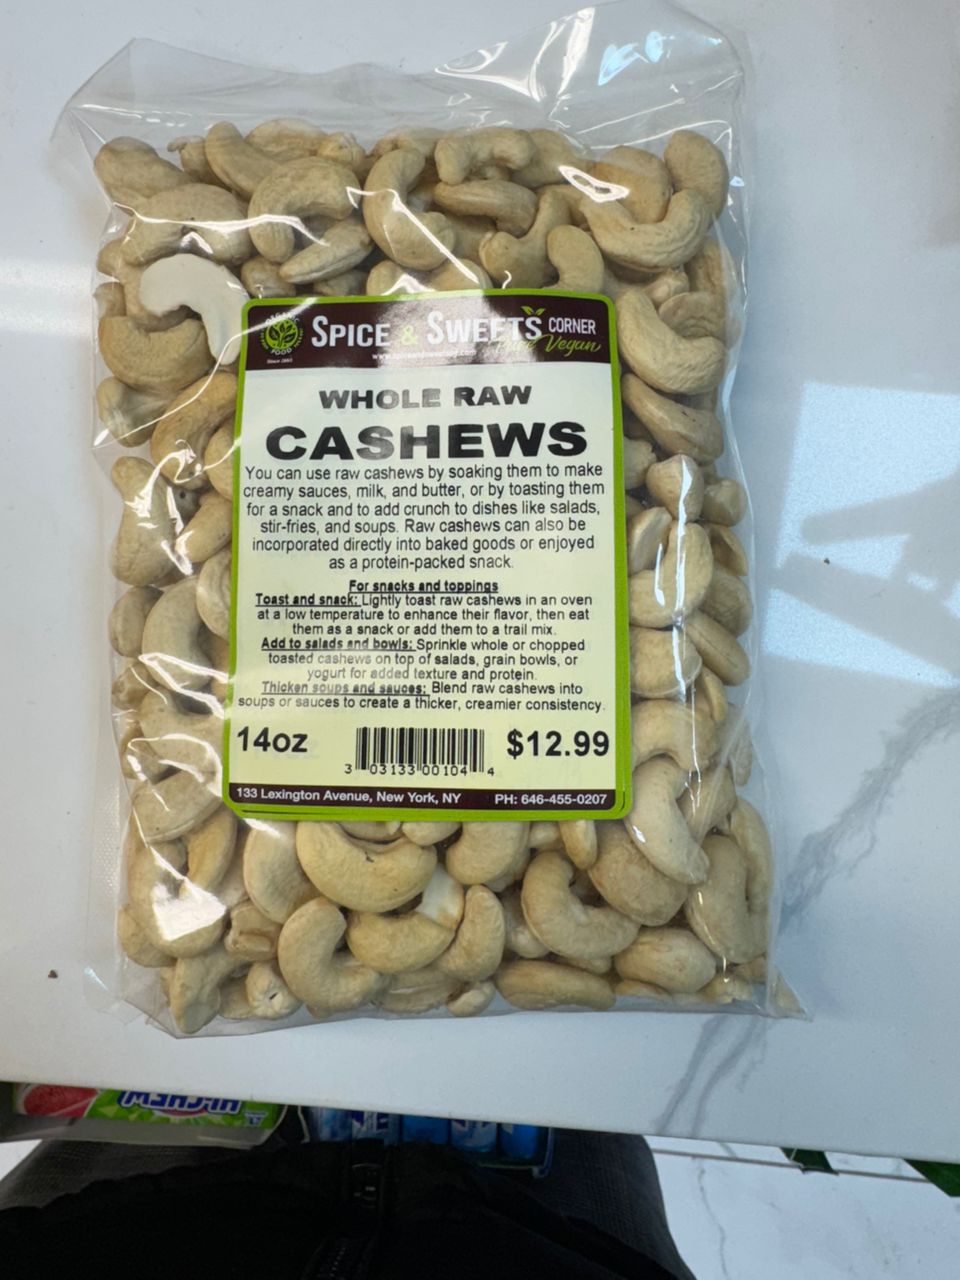 ORGANIC
FOOD
SPICE & SWEETS CORNER
Pure Vegan
WHOLE RAW
CASHEWS
You can use raw cashews by soaking them to make
creamy sauces, milk, and butter, or by toasting them
for a snack and to add crunch to dishes like salads,
stir-fries, and soups. Raw cashews can also be
incorporated directly into baked goods or enjoyed
as a protein-packed snack.
For snacks and toppings
Toast and snack: Lightly toast raw cashews in an oven
at a low temperature to enhance their flavor, then eat
them as a snack or add them to a trail mix.
Add to salads and bowls: Sprinkle whole or chopped
toasted cashews on top of salads, grain bowls, or
yogurt for added texture and protein.
Thicken soups and sauces: Blend raw cashews into
soups or sauces to create a thicker, creamier consistency.
14oz
$12.99
3 03133 00104 4
133 Lexington Avenue, New York, NY PH: 646-455-0207
HI-CHEW